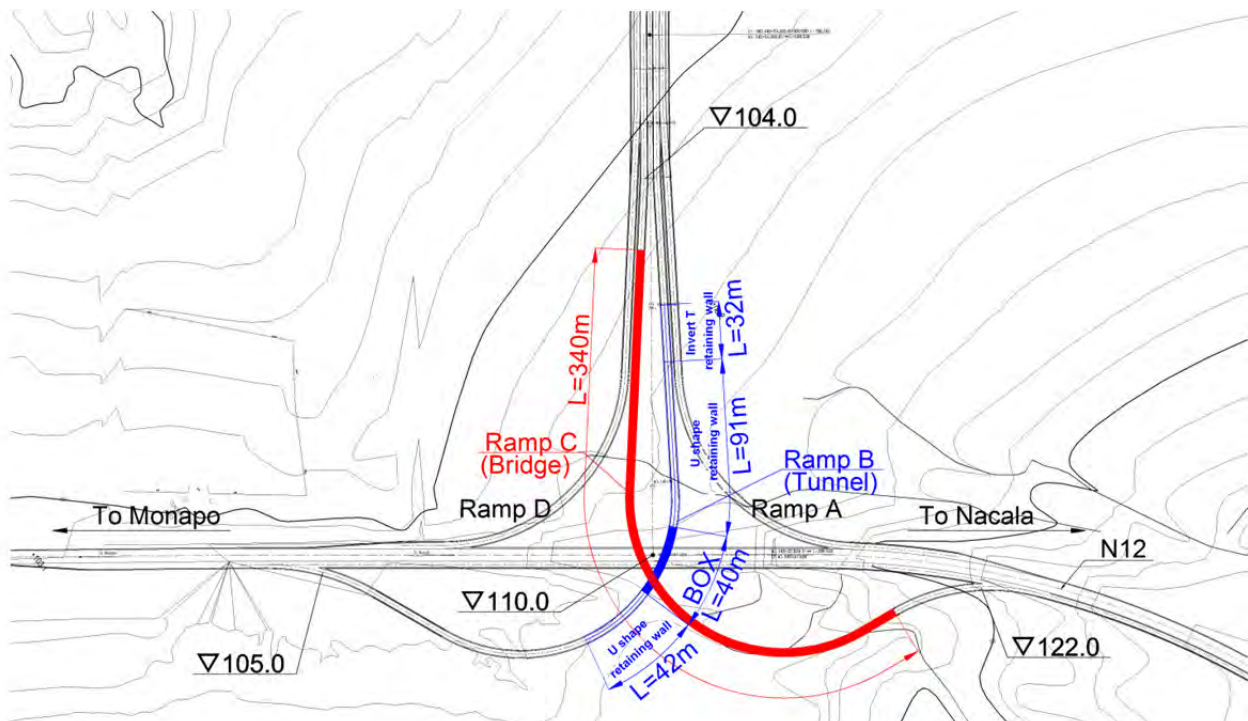 ▽104.0
L=340m
Invert T
retaining wall
L=32m
U shape
retaining wall
L=91m
Ramp C
(Bridge)
Ramp B
(Tunnel)
To Monapo
Ramp D
Ramp A
To Nacala
N12
BOX
L=40m
▽110.0
▽105.0
U shape
retaining wall
L=42m
▽122.0